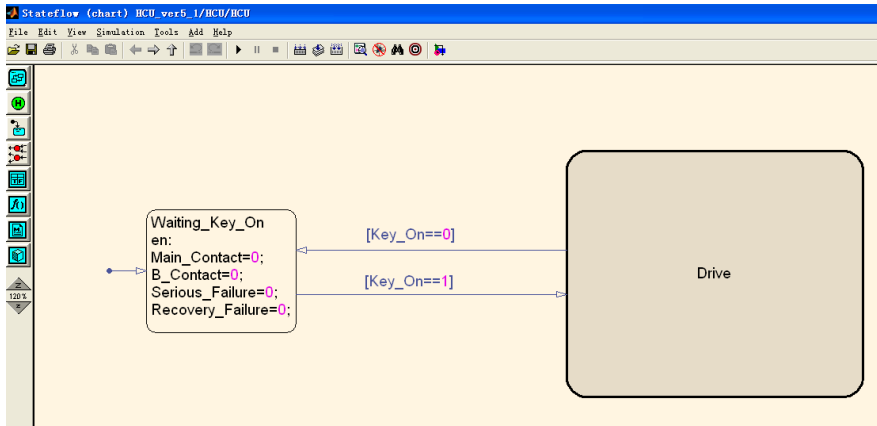 Stateflow (chart) HCU_ver5_1/HCU/HCU
File Edit View Simulation Tools Add Help
H
f()
Z
120%
Z
Waiting_Key_On
en:
Main_Contact=0;
B_Contact=0;
Serious_Failure=0;
Recovery_Failure=0;
[Key_On==0]
[Key_On==1]
Drive